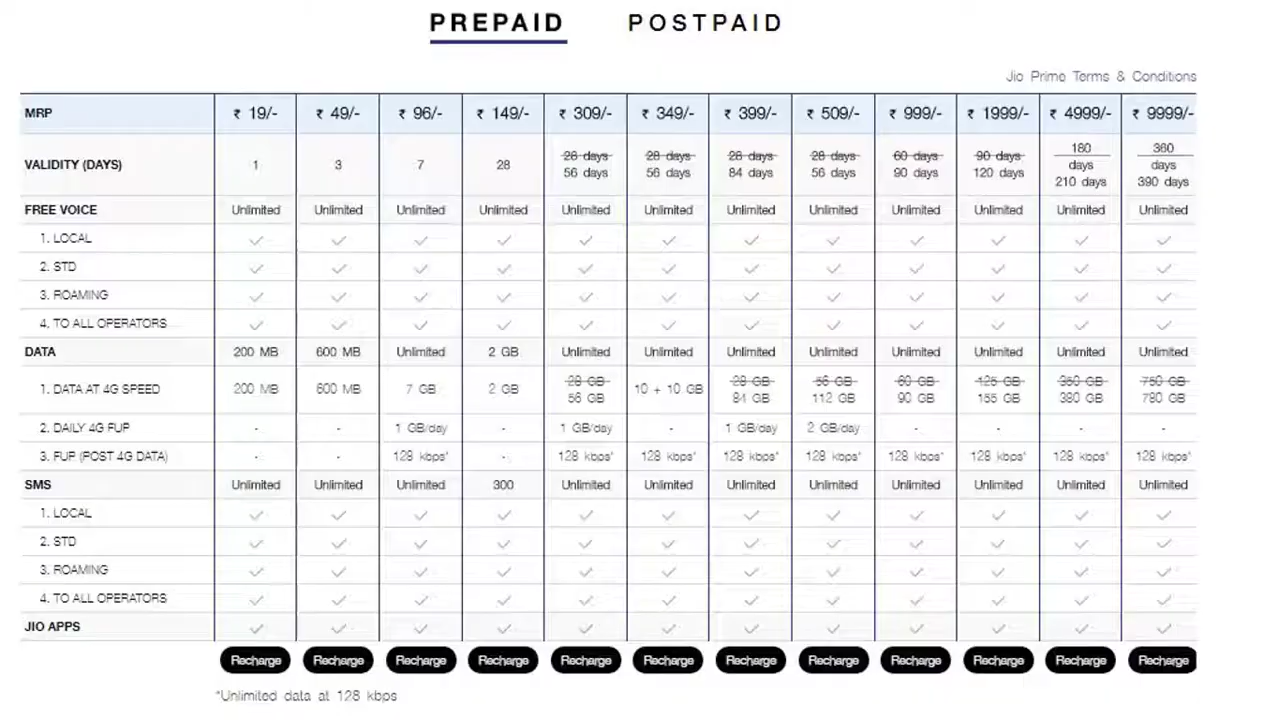 PREPAID POSTPAID
Jio Prime Terms & Conditions
MRP ₹ 19/- ₹ 49/- ₹ 96/- ₹ 149/- ₹ 309/- ₹ 349/- ₹ 399/- ₹ 509/- ₹ 999/- ₹ 1999/- ₹ 4999/- ₹ 9999/-
VALIDITY (DAYS) 1 3 7 28 28 days 56 days 28 days 56 days 28 days 84 days 28 days 56 days 60 days 90 days 90 days 120 days 180 days 210 days 360 days 390 days
FREE VOICE Unlimited Unlimited Unlimited Unlimited Unlimited Unlimited Unlimited Unlimited Unlimited Unlimited Unlimited Unlimited
1. LOCAL
2. STD
3. ROAMING
4. TO ALL OPERATORS
DATA 200 MB 600 MB Unlimited 2 GB Unlimited Unlimited Unlimited Unlimited Unlimited Unlimited Unlimited Unlimited
1. DATA AT 4G SPEED 200 MB 600 MB 7 GB 2 GB 28 GB 56 GB 10 + 10 GB 28 GB 84 GB 56 GB 112 GB 60 GB 90 GB 125 GB 155 GB 350 GB 380 GB 750 GB 780 GB
2. DAILY 4G FUP - - 1 GB/day - 1 GB/day - 1 GB/day 2 GB/day - - - -
3. FUP (POST 4G DATA) - - 128 kbps* - 128 kbps* 128 kbps* 128 kbps* 128 kbps* 128 kbps* 128 kbps* 128 kbps* 128 kbps*
SMS Unlimited Unlimited Unlimited 300 Unlimited Unlimited Unlimited Unlimited Unlimited Unlimited Unlimited Unlimited
1. LOCAL
2. STD
3. ROAMING
4. TO ALL OPERATORS
JIO APPS
Recharge Recharge Recharge Recharge Recharge Recharge Recharge Recharge Recharge Recharge Recharge Recharge
*Unlimited data at 128 kbps